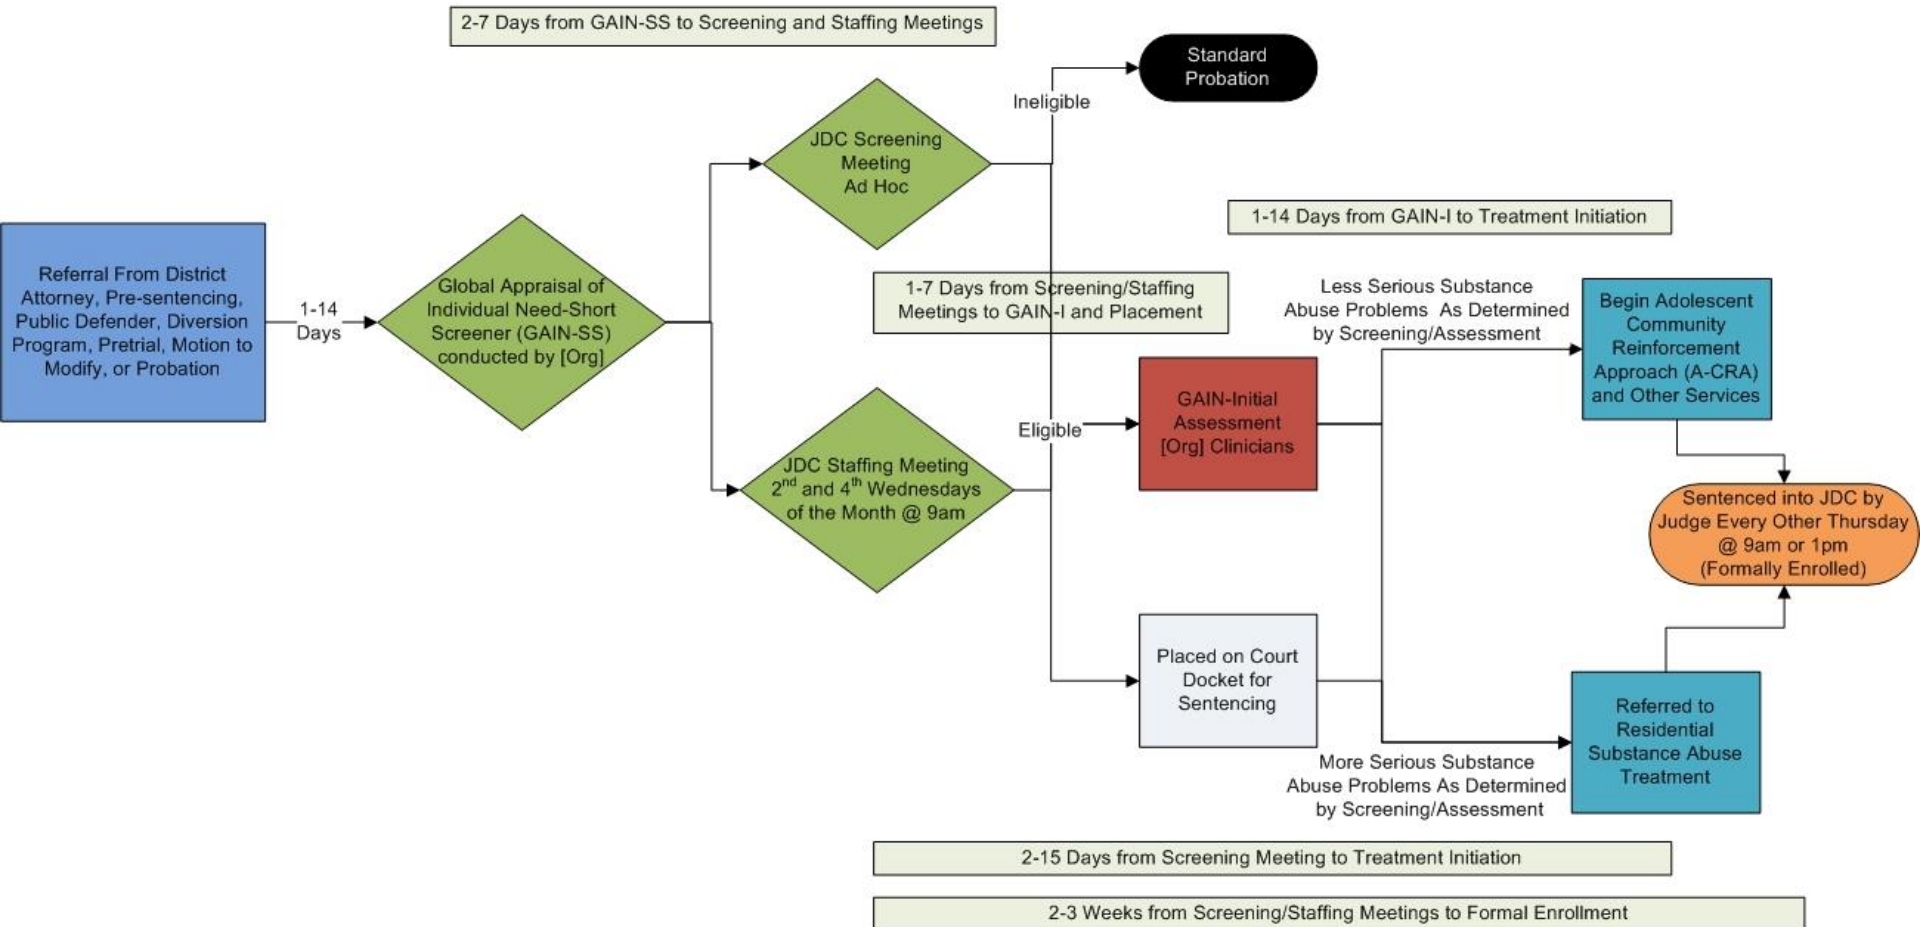 2-7 Days from GAIN-SS to Screening and Staffing Meetings
Standard
Probation
Ineligible
JDC Screening
Meeting
Ad Hoc
1-14 Days from GAIN-I to Treatment Initiation
Referral From District
Attorney, Pre-sentencing,
Public Defender, Diversion
Program, Pretrial, Motion to
Modify, or Probation
1-14
Days
Global Appraisal of
Individual Need-Short
Screener (GAIN-SS)
conducted by [Org]
1-7 Days from Screening/Staffing
Meetings to GAIN-I and Placement
Less Serious Substance
Abuse Problems As Determined
by Screening/Assessment
Begin Adolescent
Community
Reinforcement
Approach (A-CRA)
and Other Services
GAIN-Initial
Assessment
[Org] Clinicians
Eligible
JDC Staffing Meeting
2nd and 4th Wednesdays
of the Month @ 9am
Sentenced into JDC by
Judge Every Other Thursday
@ 9am or 1pm
(Formally Enrolled)
Placed on Court
Docket for
Sentencing
Referred to
Residential
Substance Abuse
Treatment
More Serious Substance
Abuse Problems As Determined
by Screening/Assessment
2-15 Days from Screening Meeting to Treatment Initiation
2-3 Weeks from Screening/Staffing Meetings to Formal Enrollment